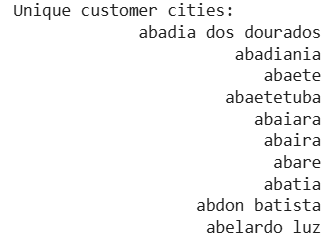 Unique customer cities:
abadia dos dourados
abadiania
abaete
abaetetuba
abaiara
abaira
abare
abatia
abdon batista
abelardo luz